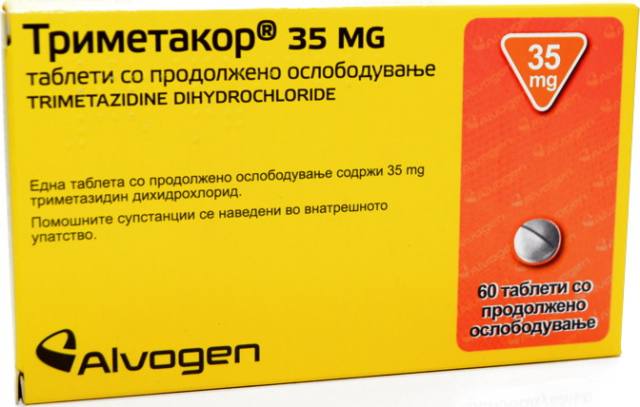 Триметакор® 35 MG
таблети со продолжено ослободување
TRIMETAZIDINE DIHYDROCHLORIDE
Една таблета со продолжено ослободување содржи 35 mg
триметазидин дихидрохлорид.
Помошните супстанции се наведени во внатрешното
упатство.
Alvogen
35
mg
60 таблети со
продолжено
ослободување